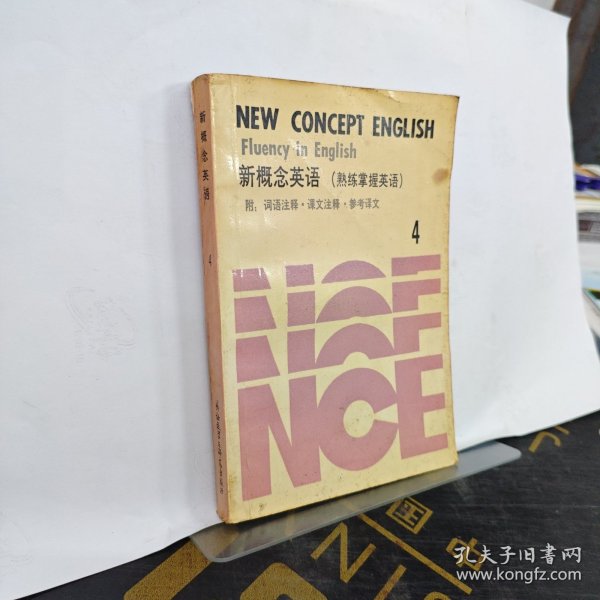 NEW CONCEPT ENGLISH
Fluency in English
新概念英语(熟练掌握英语)
附:词语注释·课文注释·参考译文
4
NCE
NCE
NCE
新概念英语
4
孔夫子旧书网
www.kongfz.com